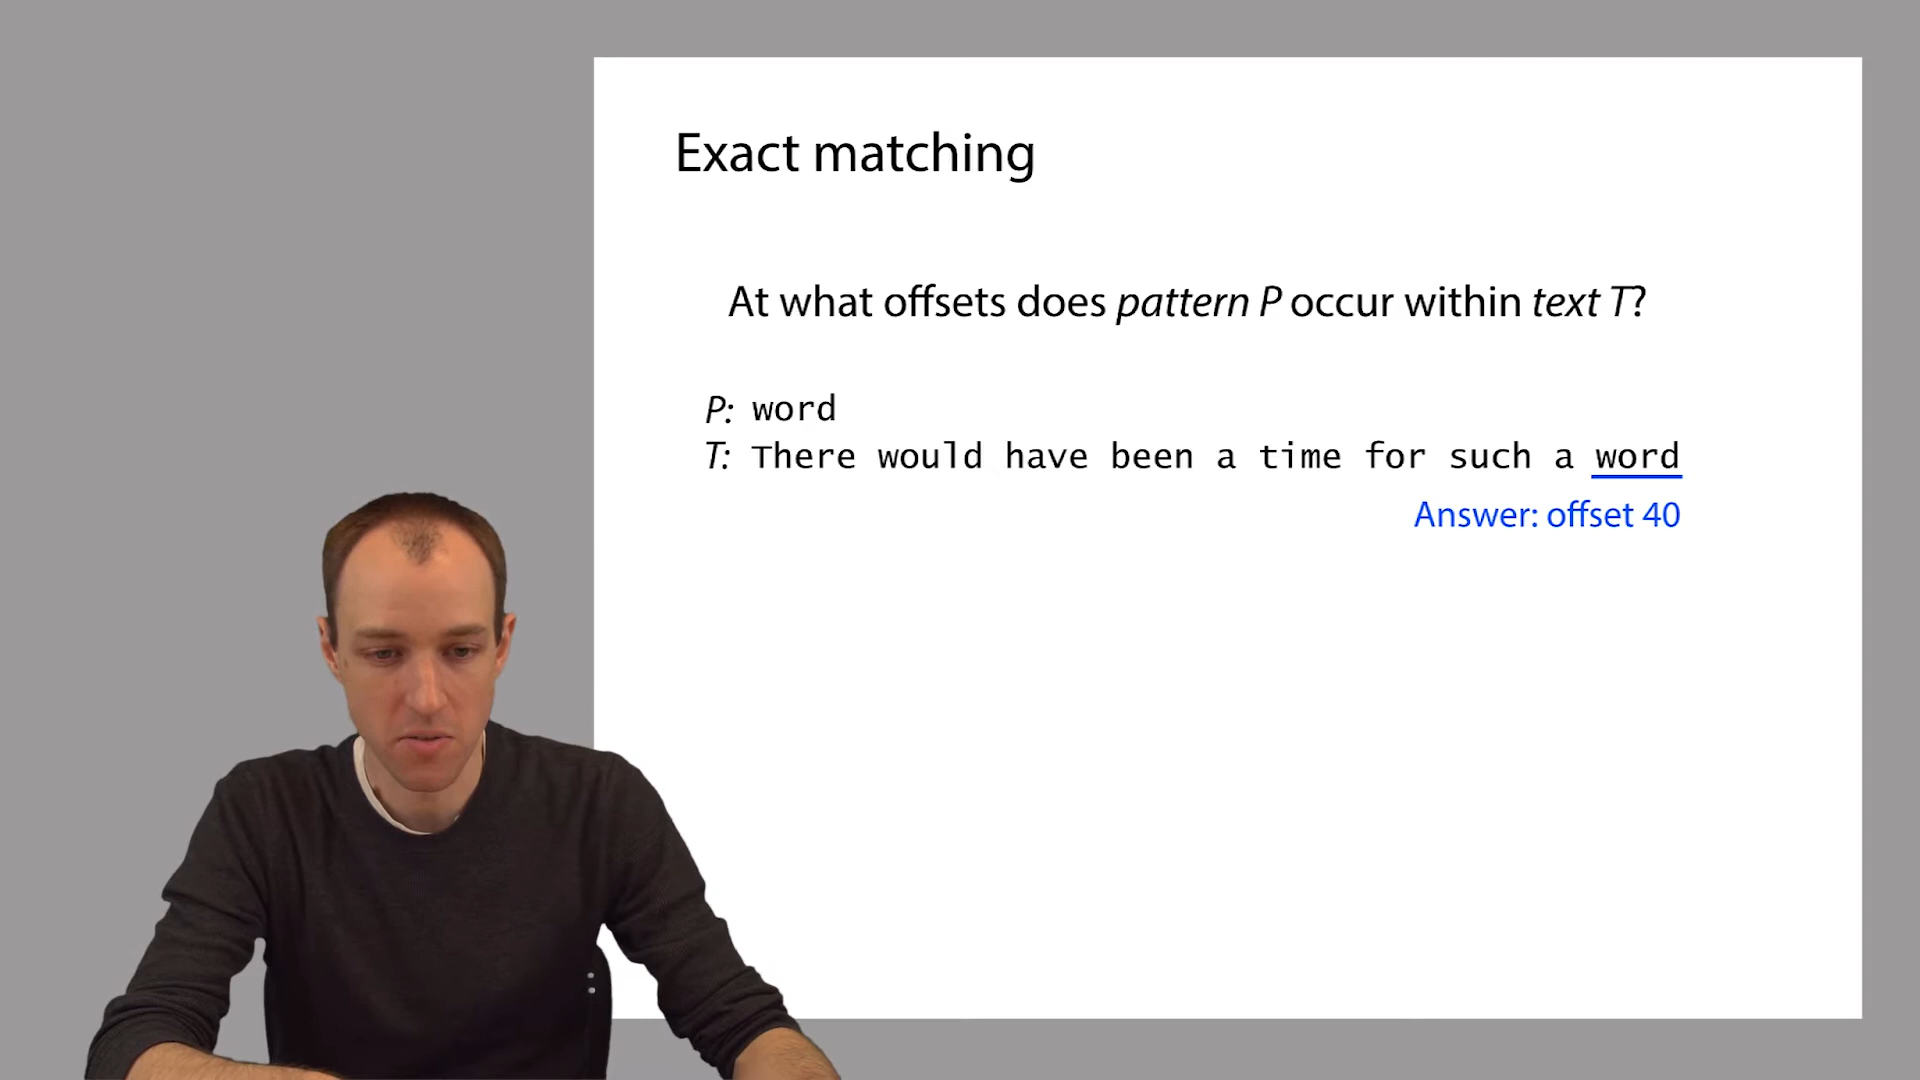 Exact matching
At what offsets does pattern P occur within text T?
P: word
T: There would have been a time for such a word
Answer: offset 40